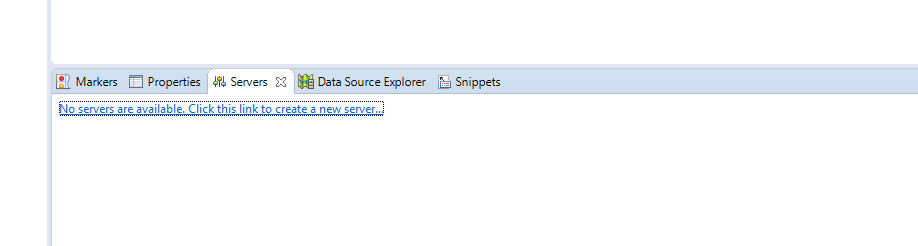 Markers Properties Servers Data Source Explorer Snippets
No servers are available. Click this link to create a new server...